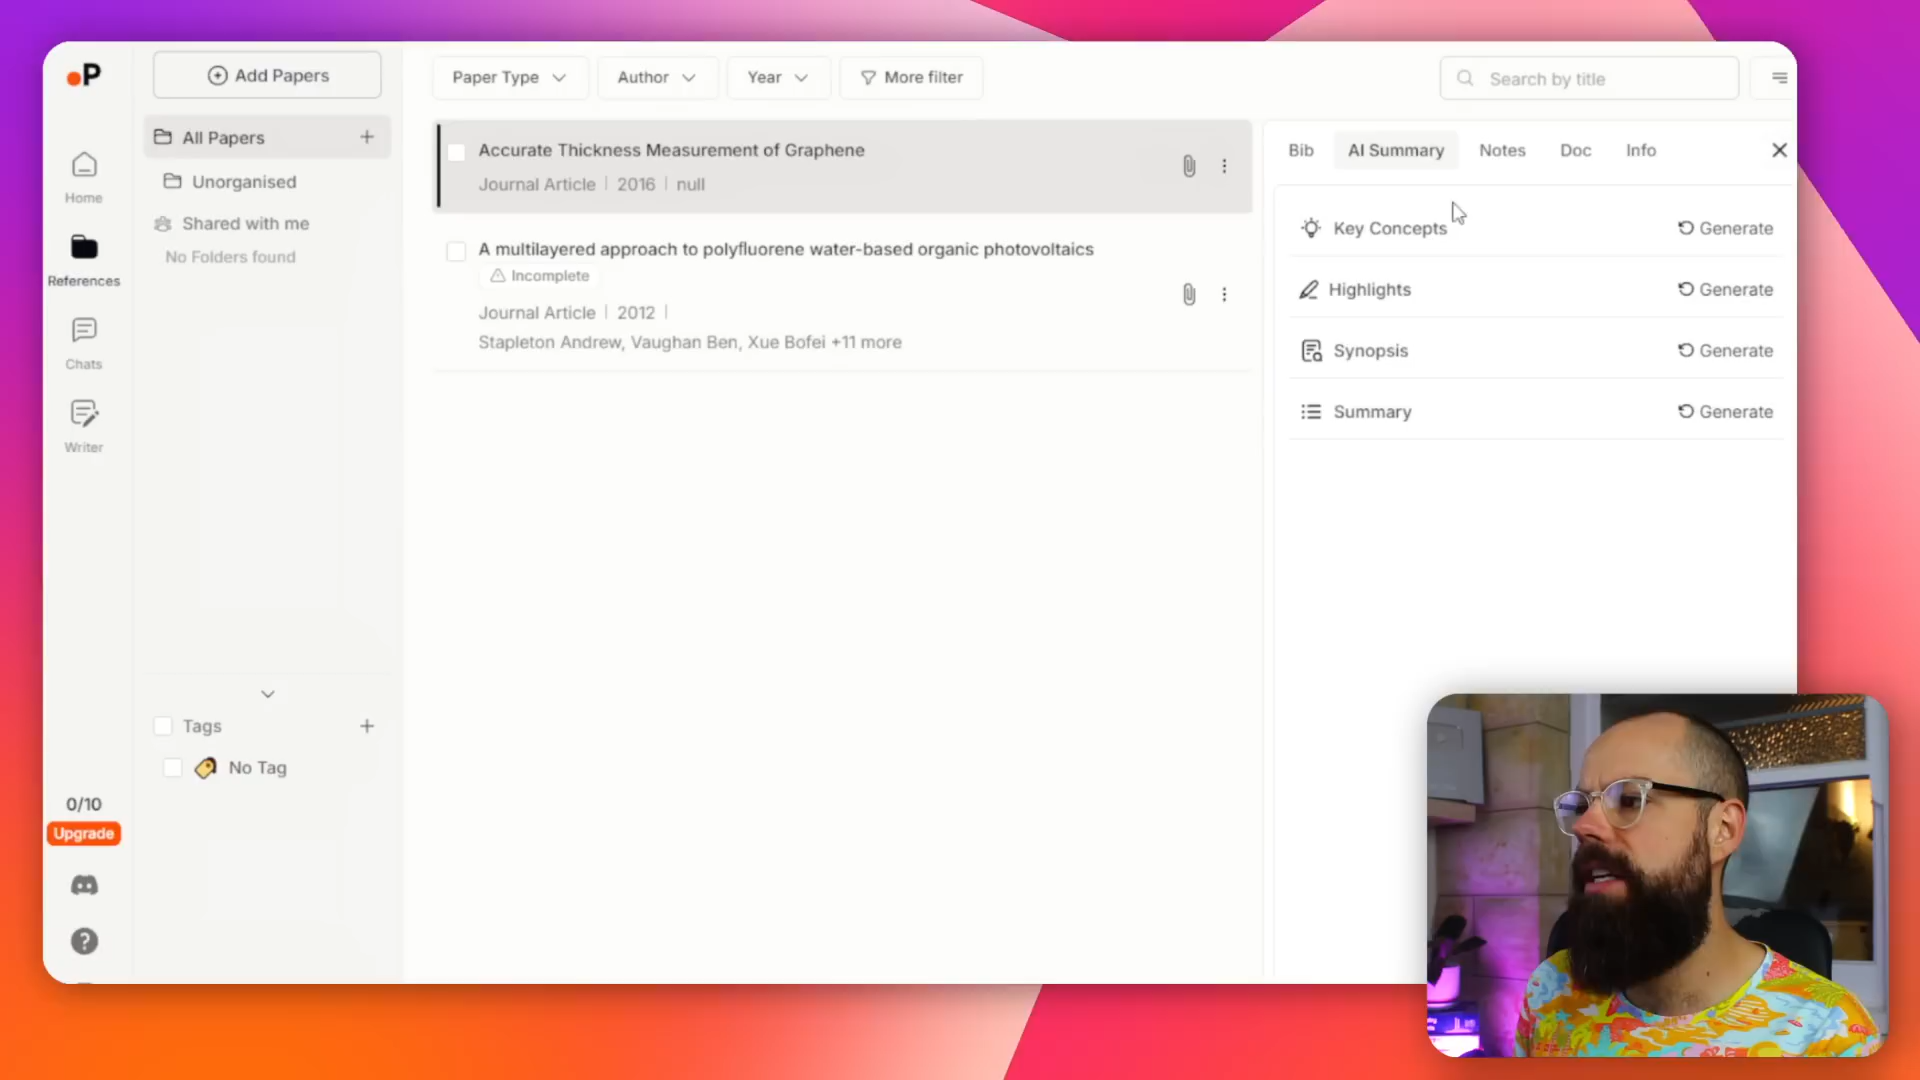 P
Home
References
Chats
Writer
0/10
Upgrade
?
Add Papers
All Papers
Unorganised
Shared with me
No Folders found
Tags
No Tag
Paper Type
Author
Year
More filter
Search by title
Accurate Thickness Measurement of Graphene
Journal Article | 2016 | null
A multilayered approach to polyfluorene water-based organic photovoltaics
Incomplete
Journal Article | 2012 |
Stapleton Andrew, Vaughan Ben, Xue Bofei +11 more
Bib
AI Summary
Notes
Doc
Info
Key Concepts
Generate
Highlights
Generate
Synopsis
Generate
Summary
Generate